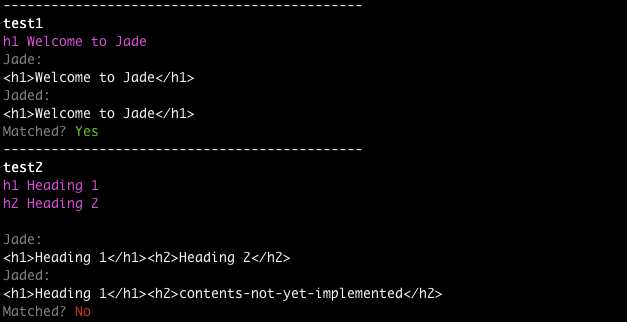 ---------------------------------------------
test1
h1 Welcome to Jade
Jade:
<h1>Welcome to Jade</h1>
Jaded:
<h1>Welcome to Jade</h1>
Matched? Yes
---------------------------------------------
test2
h1 Heading 1
h2 Heading 2
Jade:
<h1>Heading 1</h1><h2>Heading 2</h2>
Jaded:
<h1>Heading 1</h1><h2>contents-not-yet-implemented</h2>
Matched? No